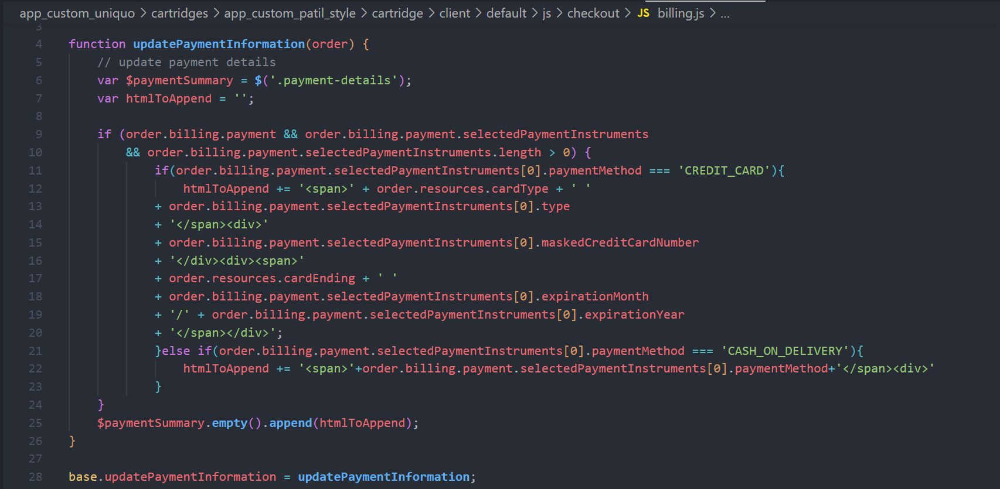 app_custom_uniquo > cartridges > app_custom_patil_style > cartridge > client > default > js > checkout > JS billing.js > ...
3
4 function updatePaymentInformation(order) {
5 // update payment details
6 var $paymentSummary = $('.payment-details');
7 var htmlToAppend = '';
8
9 if (order.billing.payment && order.billing.payment.selectedPaymentInstruments
10 && order.billing.payment.selectedPaymentInstruments.length > 0) {
11 if(order.billing.payment.selectedPaymentInstruments[0].paymentMethod === 'CREDIT_CARD'){
12 htmlToAppend += '<span>' + order.resources.cardType + ' '
13 + order.billing.payment.selectedPaymentInstruments[0].type
14 + '</span><div>'
15 + order.billing.payment.selectedPaymentInstruments[0].maskedCreditCardNumber
16 + '</div><div><span>'
17 + order.resources.cardEnding + ' '
18 + order.billing.payment.selectedPaymentInstruments[0].expirationMonth
19 + '/' + order.billing.payment.selectedPaymentInstruments[0].expirationYear
20 + '</span></div>';
21 }else if(order.billing.payment.selectedPaymentInstruments[0].paymentMethod === 'CASH_ON_DELIVERY'){
22 htmlToAppend += '<span>'+order.billing.payment.selectedPaymentInstruments[0].paymentMethod+'</span><div>'
23 }
24 }
25 $paymentSummary.empty().append(htmlToAppend);
26 }
27
28 base.updatePaymentInformation = updatePaymentInformation;